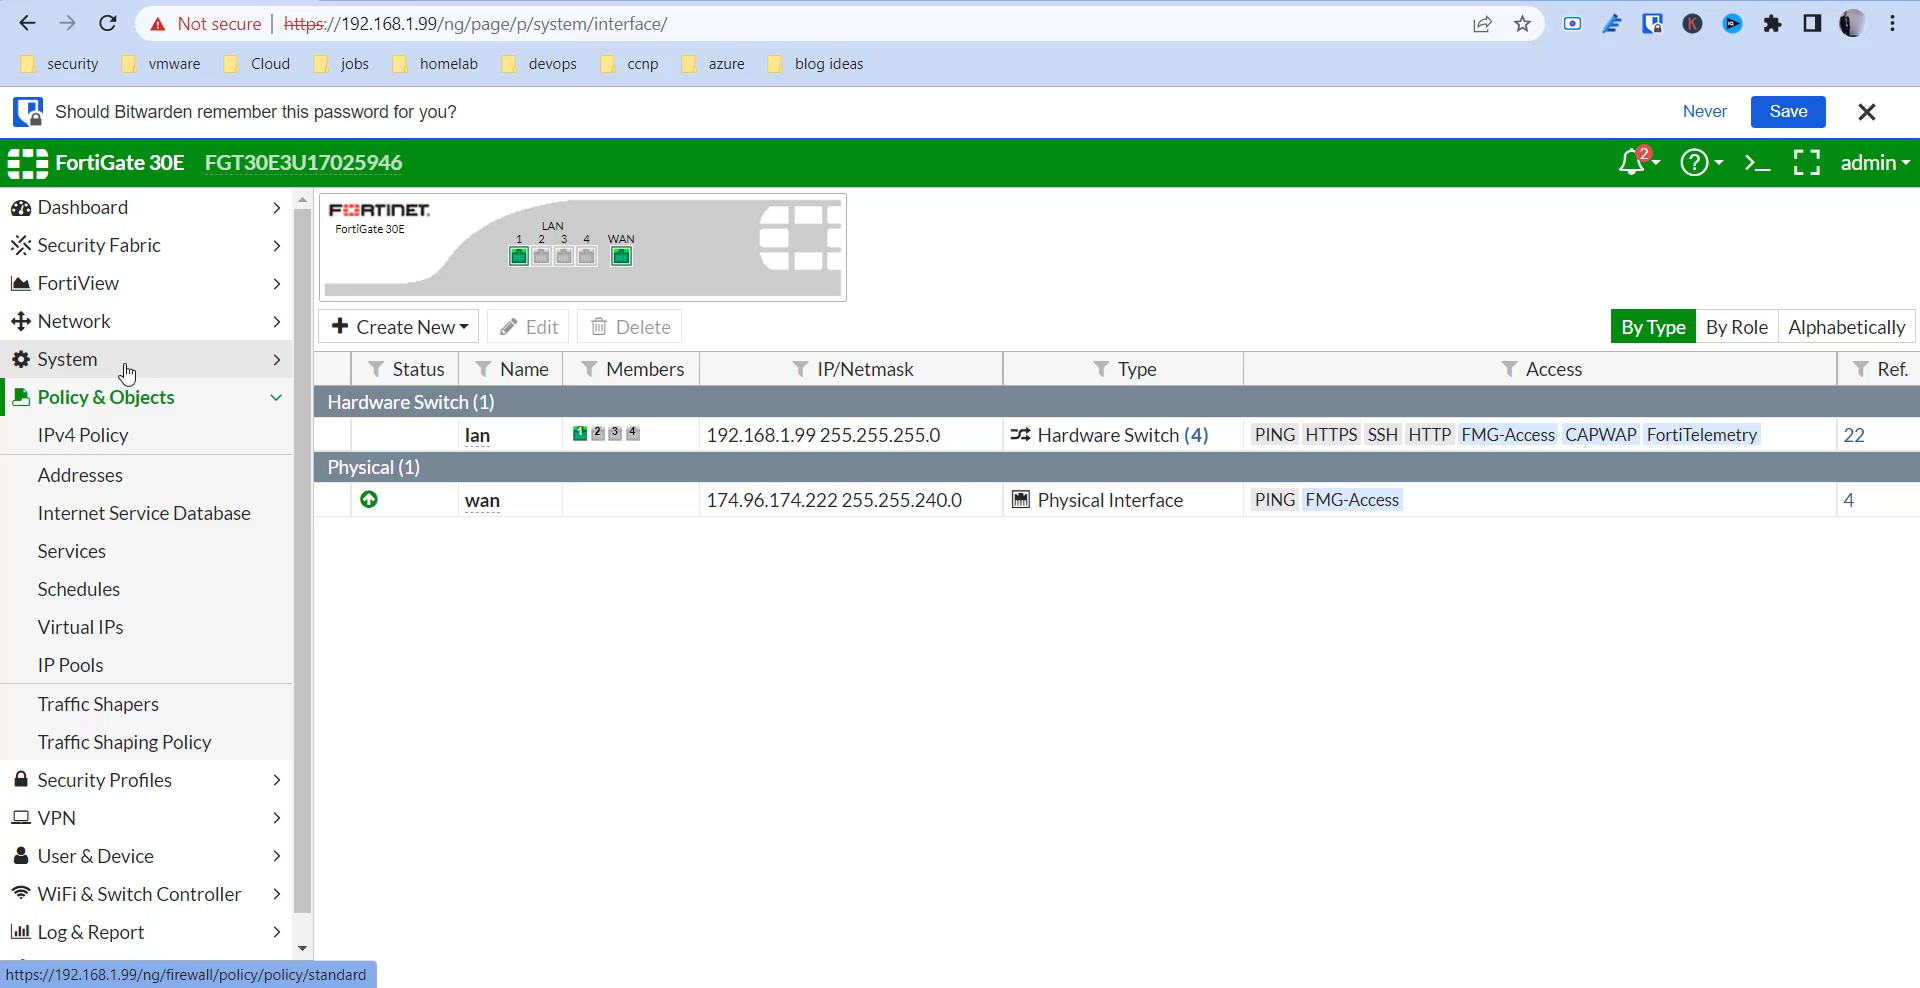 Not secure | https://192.168.1.99/ng/page/p/system/interface/
security vmware Cloud jobs homelab devops ccnp azure blog ideas
Should Bitwarden remember this password for you? Never Save
FortiGate 30E FGT30E3U17025946 2 ? admin
Dashboard
Security Fabric
FortiView
Network
System
Policy & Objects
IPv4 Policy
Addresses
Internet Service Database
Services
Schedules
Virtual IPs
IP Pools
Traffic Shapers
Traffic Shaping Policy
Security Profiles
VPN
User & Device
WiFi & Switch Controller
Log & Report
https://192.168.1.99/ng/firewall/policy/policy/standard
FORTINET
FortiGate 30E
LAN
1 2 3 4 WAN
Create New Edit Delete By Type By Role Alphabetically
Status Name Members IP/Netmask Type Access Ref.
Hardware Switch (1)
lan 1 2 3 4 192.168.1.99 255.255.255.0 Hardware Switch (4) PING HTTPS SSH HTTP FMG-Access CAPWAP FortiTelemetry 22
Physical (1)
wan 174.96.174.222 255.255.240.0 Physical Interface PING FMG-Access 4